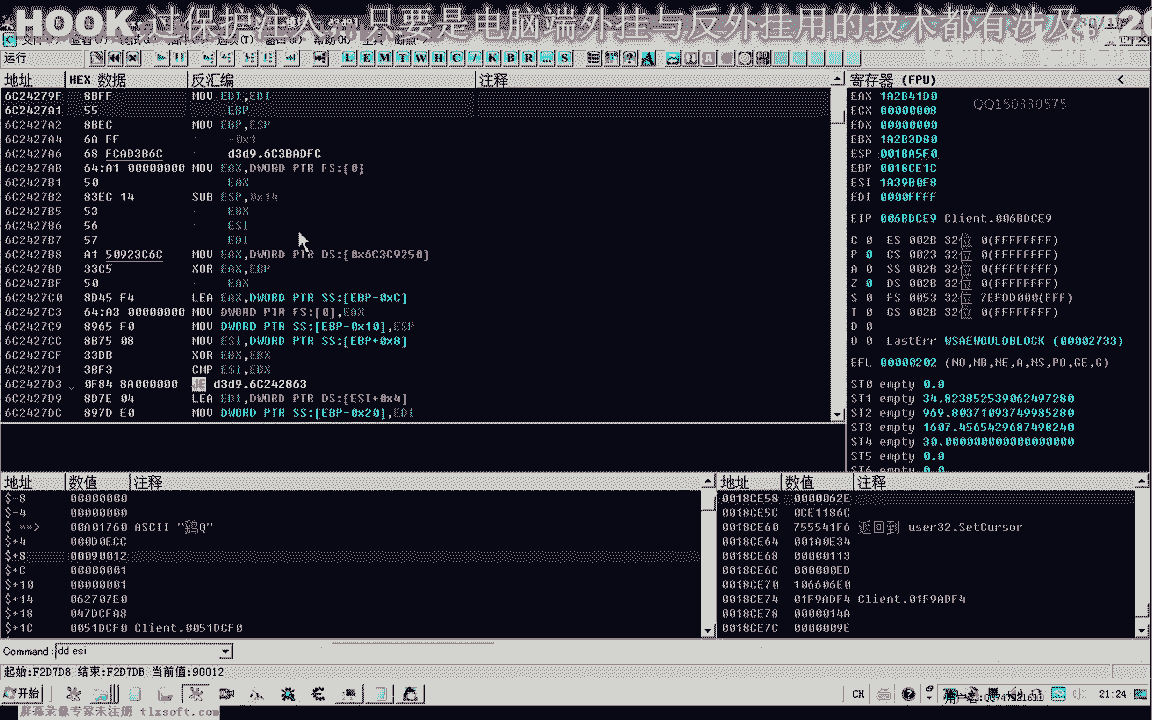 HOOK 过保护注入元 只要是电脑端外挂与反外挂用的技术都有涉及
运行 L E M T W H C / K B R ... S
地址 HEX 数据 反汇编 注释
6C24279F 8BFF MOV EDI,EDI
6C2427A1 55 EBP
6C2427A2 8BEC MOV EBP,ESP
6C2427A4 6A FF -0x1
6C2427A6 68 FCAD3B6C d3d9.6C3BADFC
6C2427AB 64:A1 00000000 MOV EAX,DWORD PTR FS:[0]
6C2427B1 50 EAX
6C2427B2 83EC 14 SUB ESP,0x14
6C2427B5 53 EBX
6C2427B6 56 ESI
6C2427B7 57 EDI
6C2427B8 A1 50923C6C MOV EAX,DWORD PTR DS:[0x6C3C9250]
6C2427BD 33C5 XOR EAX,EBP
6C2427BF 50 EAX
6C2427C0 8D45 F4 LEA EAX,DWORD PTR SS:[EBP-0xC]
6C2427C3 64:A3 00000000 MOV DWORD PTR FS:[0],EAX
6C2427C9 8965 F0 MOV DWORD PTR SS:[EBP-0x10],ESP
6C2427CC 8B75 08 MOV ESI,DWORD PTR SS:[EBP+0x8]
6C2427CF 33DB XOR EBX,EBX
6C2427D1 3BF3 CMP ESI,EBX
6C2427D3 0F84 8A000000 JE d3d9.6C242863
6C2427D9 8D7E 04 LEA EDI,DWORD PTR DS:[ESI+0x4]
6C2427DC 897D E0 MOV DWORD PTR SS:[EBP-0x20],EDI
寄存器 (FPU) <
EAX 1A2B41D0
QQ150330575
ECX 00000008
EDX 00000000
EBX 1A2B3D80
ESP 0018A5F0
EBP 0018CE1C
ESI 1A39B0F8
EDI 0000FFFF
EIP 006BDCE9 Client.006BDCE9
C 0 ES 002B 32位 0(FFFFFFFF)
P 0 CS 0023 32位 0(FFFFFFFF)
A 0 SS 002B 32位 0(FFFFFFFF)
Z 0 DS 002B 32位 0(FFFFFFFF)
S 0 FS 0053 32位 7EFDD000(FFF)
T 0 GS 002B 32位 0(FFFFFFFF)
D 0
O 0 LastErr WSAEWOULDBLOCK (00002733)
EFL 00000202 (NO,NB,NE,A,NS,PO,GE,G)
ST0 empty 0.0
ST1 empty 34.823852539062497280
ST2 empty 969.80371093749985280
ST3 empty 1607.4565429687498240
ST4 empty 30.000000000000000000
ST5 empty 0.0
ST6 empty 0.0
地址 数值 注释
$-8 00000000
$-4 00000000
$ ==> 00A01760 ASCII "鹈Q"
$+4 000D0ECC
$+8 00090012
$+C 00000001
$+10 00000001
$+14 062707E0
$+18 047DCFA8
$+1C 0051DCF0 Client.0051DCF0
地址 数值 注释
0018CE58 0000062E
0018CE5C 0CE1186C
0018CE60 755541F6 返回到 user32.SetCursor
0018CE64 001A0E34
0018CE68 00000113
0018CE6C 000000ED
0018CE70 106606E0
0018CE74 01F9ADF4 Client.01F9ADF4
0018CE78 0000014A
0018CE7C 0000009E
Command: dd esi
起始:F2D7D8 结束:F2D7DB 当前值:90012
开始 CH 21:24
屏幕录像专家未注册 tlxsoft.com